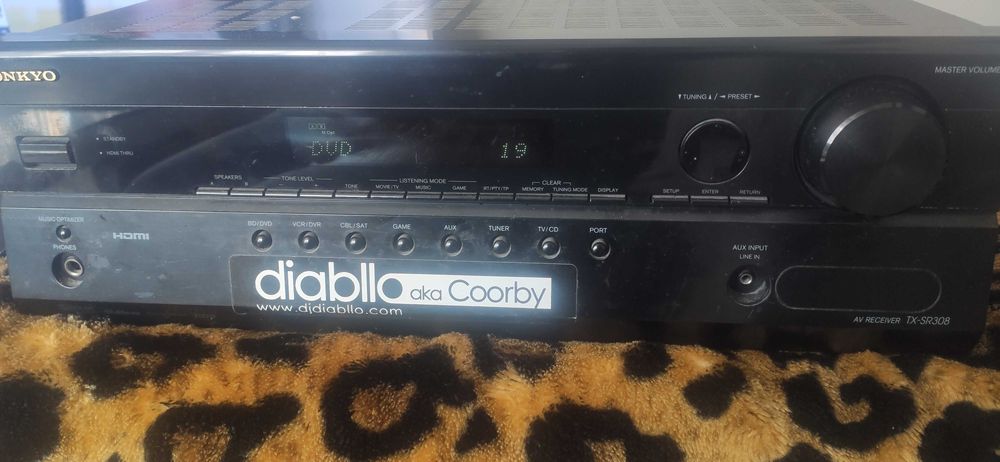 ONKYO
MASTER VOLUME
TUNING / PRESET
STANDBY
HDMI THRU
DVD 19
SPEAKERS
A B
TONE LEVEL
- +
TONE
LISTENING MODE
MOVIE/TV MUSIC GAME
RT/PTY/TP
CLEAR
MEMORY TUNING MODE
DISPLAY
SETUP ENTER RETURN
MUSIC OPTIMIZER
HDMI
PHONES
BD/DVD VCR/DVR CBL/SAT GAME AUX TUNER TV/CD PORT
AUX INPUT
LINE IN
diabllo aka Coorby
www.djdiabllo.com
AV RECEIVER TX-SR308